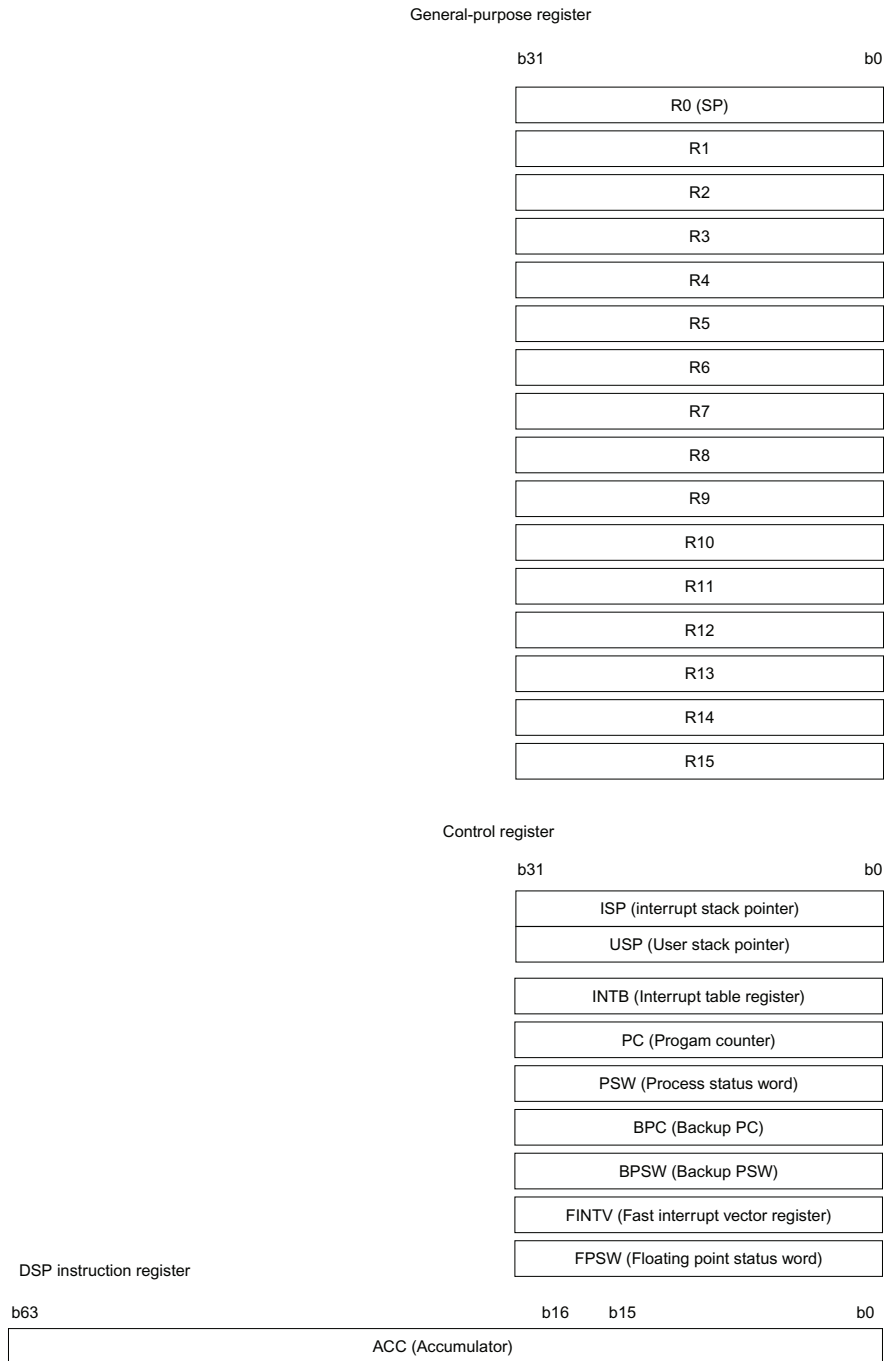 General-purpose register
b31 b0
R0 (SP)
R1
R2
R3
R4
R5
R6
R7
R8
R9
R10
R11
R12
R13
R14
R15
Control register
b31 b0
ISP (interrupt stack pointer)
USP (User stack pointer)
INTB (Interrupt table register)
PC (Progam counter)
PSW (Process status word)
BPC (Backup PC)
BPSW (Backup PSW)
FINTV (Fast interrupt vector register)
FPSW (Floating point status word)
DSP instruction register
b63 b16 b15 b0
ACC (Accumulator)